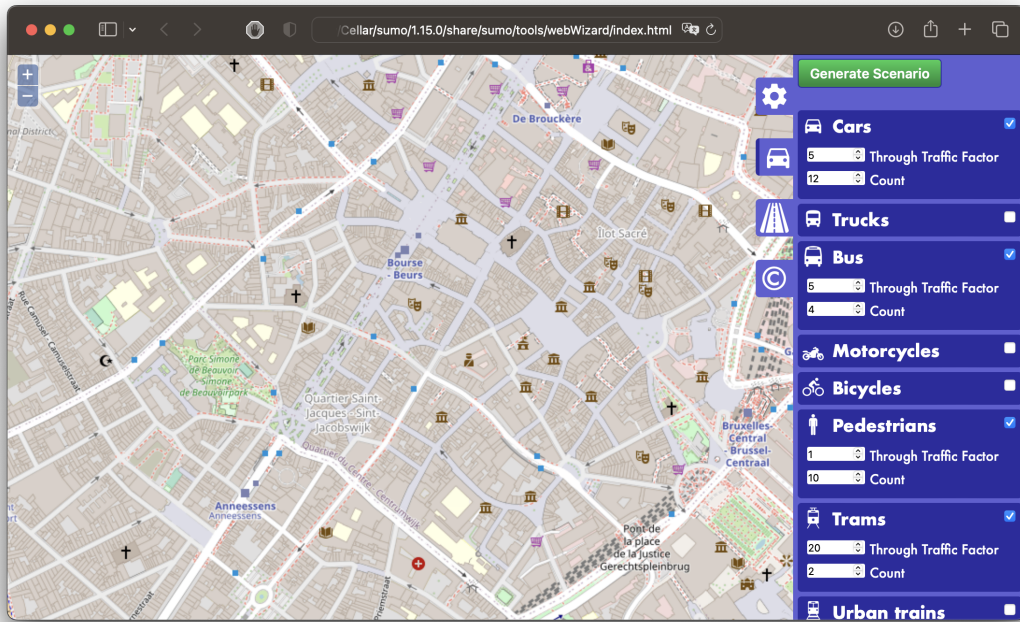 /Cellar/sumo/1.15.0/share/sumo/tools/webWizard/index.html
Generate Scenario
Cars
5 Through Traffic Factor
12 Count
Trucks
Bus
5 Through Traffic Factor
4 Count
Motorcycles
Bicycles
Pedestrians
1 Through Traffic Factor
10 Count
Trams
20 Through Traffic Factor
2 Count
Urban trains
+
−
nol District
De Brouckère
Îlot Sacré
Bourse
- Beurs
Rue Camusel - Camuselstraat
Parc Simone
de Beauvoir -
Simone
de Beauvoirpark
Quartier Saint-
Jacques - Sint-
Jacobswijk
Quartier du Centre - Centrumwijk
Bruxelles-
Central
- Brussel-
Centraal
Anneessens
Anneessens
Pont de
la place
de la Justice
Gerechtspleinbrug